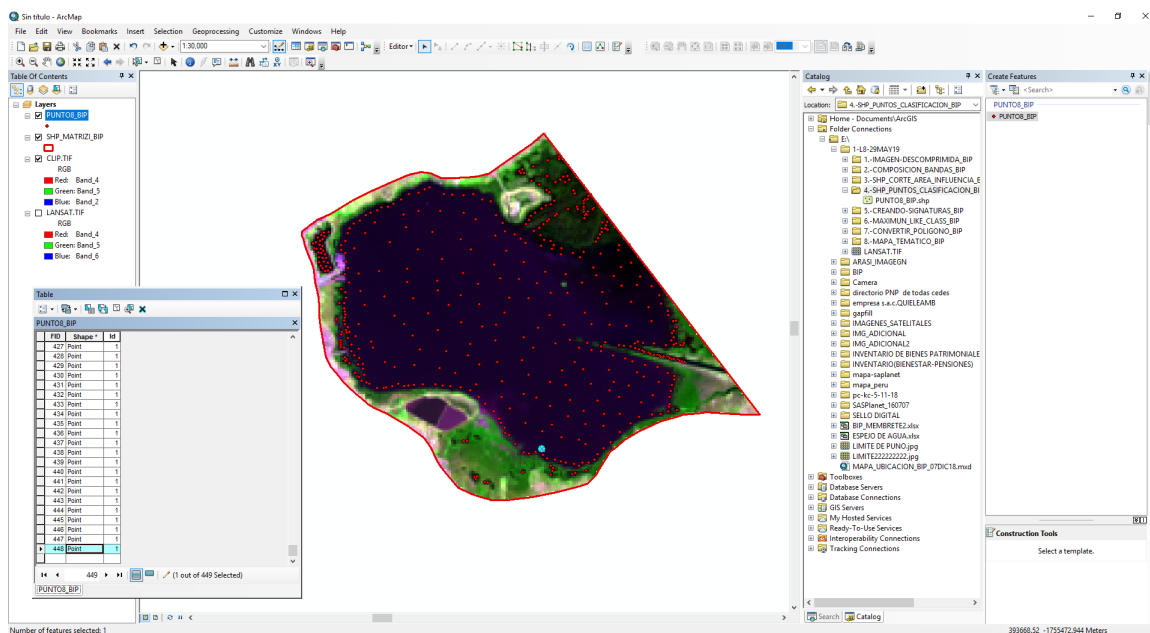 Sin título - ArcMap
File Edit View Bookmarks Insert Selection Geoprocessing Customize Windows Help
1:30,000
Editor
Table Of Contents
Layers
PUNTO8_BIP
SHP_MATRIZI_BIP
CLIP.TIF
RGB
Red: Band_4
Green: Band_5
Blue: Band_2
LANSAT.TIF
RGB
Red: Band_4
Green: Band_5
Blue: Band_6
Table
PUNTO8_BIP
FID Shape * Id
427 Point 1
428 Point 1
429 Point 1
430 Point 1
431 Point 1
432 Point 1
433 Point 1
434 Point 1
435 Point 1
436 Point 1
437 Point 1
438 Point 1
439 Point 1
440 Point 1
441 Point 1
442 Point 1
443 Point 1
444 Point 1
445 Point 1
446 Point 1
447 Point 1
448 Point 1
449 (1 out of 449 Selected)
PUNTO8_BIP
Catalog
Location: 4.-SHP_PUNTOS_CLASIFICACION_BIP
Home - Documents\ArcGIS
Folder Connections
E:\
1-L8-29MAY19
1.-IMAGEN-DESCOMPRIMIDA_BIP
2.-COMPOSICION_BANDAS_BIP
3.-SHP_CORTE_AREA_INFLUENCIA_E
4.-SHP_PUNTOS_CLASIFICACION_BI
PUNTO8_BIP.shp
5.-CREANDO-SIGNATURAS_BIP
6.-MAXIMUN_LIKE_CLASS_BIP
7.-CONVERTIR_POLIGONO_BIP
8.-MAPA_TEMATICO_BIP
LANSAT.TIF
ARASI_IMAGEGN
BIP
Camera
directorio PNP de todas cedes
empresa s.a.c.QUIELEAMB
gapfill
IMAGENES_SATELITALES
IMG_ADICIONAL
IMG_ADICIONAL2
INVENTARIO DE BIENES PATRIMONIALE
INVENTARIO(BIENESTAR-PENSIONES)
mapa-saplanet
mapa_peru
pc-kc-5-11-18
SASPlanet_160707
SELLO DIGITAL
BIP_MEMBRETE2.xlsx
ESPEJO DE AGUA.xlsx
LIMITE DE PUNO.jpg
LIMITE222222222.jpg
MAPA_UBICACION_BIP_07DIC18.mxd
Toolboxes
Database Servers
Database Connections
GIS Servers
My Hosted Services
Ready-To-Use Services
Interoperability Connections
Tracking Connections
Search Catalog
Create Features
<Search>
PUNTO8_BIP
PUNTO8_BIP
Construction Tools
Select a template.
Number of features selected: 1
393668.52 -1755472.944 Meters